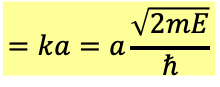 = ka = a √2mE / ħ